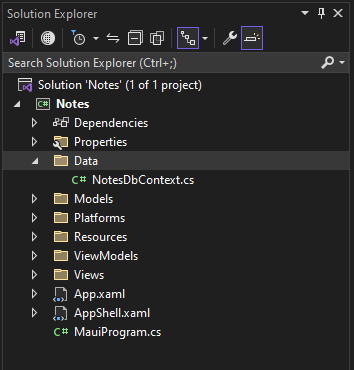 Solution Explorer
Search Solution Explorer (Ctrl+;)
Solution 'Notes' (1 of 1 project)
C# Notes
Dependencies
Properties
Data
C# NotesDbContext.cs
Models
Platforms
Resources
ViewModels
Views
App.xaml
AppShell.xaml
C# MauiProgram.cs